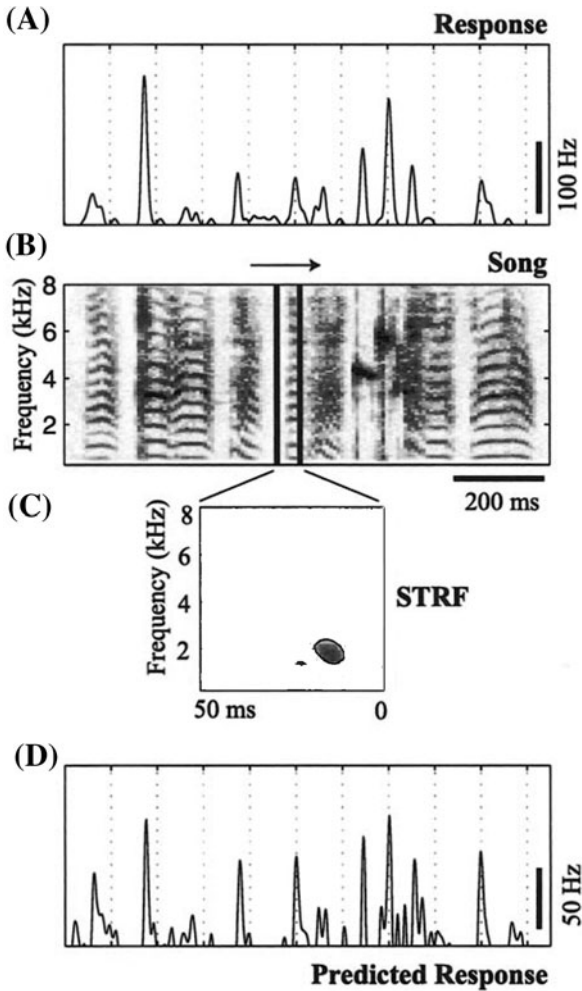 (A)
Response
100 Hz
(B)
Song
Frequency (kHz)
8
6
4
2
200 ms
(C)
Frequency (kHz)
8
6
4
2
STRF
50 ms
0
(D)
50 Hz
Predicted Response